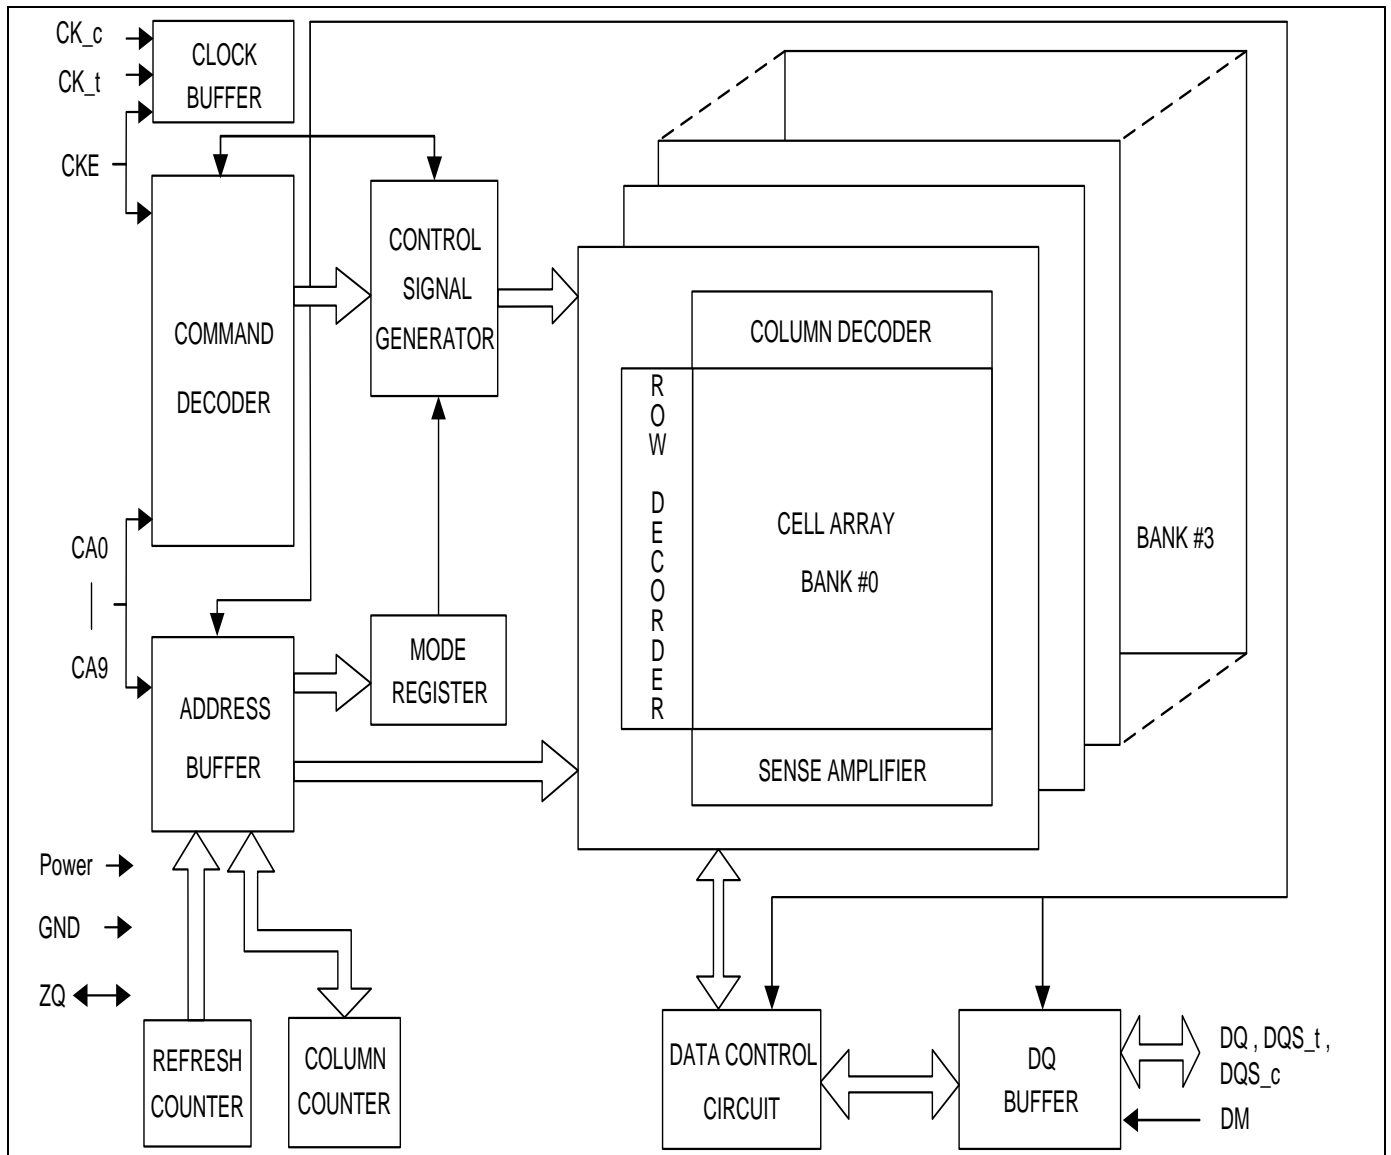 CK_c
CK_t
CKE
CLOCK
BUFFER
COMMAND
DECODER
CONTROL
SIGNAL
GENERATOR
CA0
CA9
ADDRESS
BUFFER
MODE
REGISTER
COLUMN DECODER
ROW DECORDER
CELL ARRAY
BANK #0
SENSE AMPLIFIER
BANK #3
Power
GND
ZQ
REFRESH
COUNTER
COLUMN
COUNTER
DATA CONTROL
CIRCUIT
DQ
BUFFER
DQ , DQS_t ,
DQS_c
DM